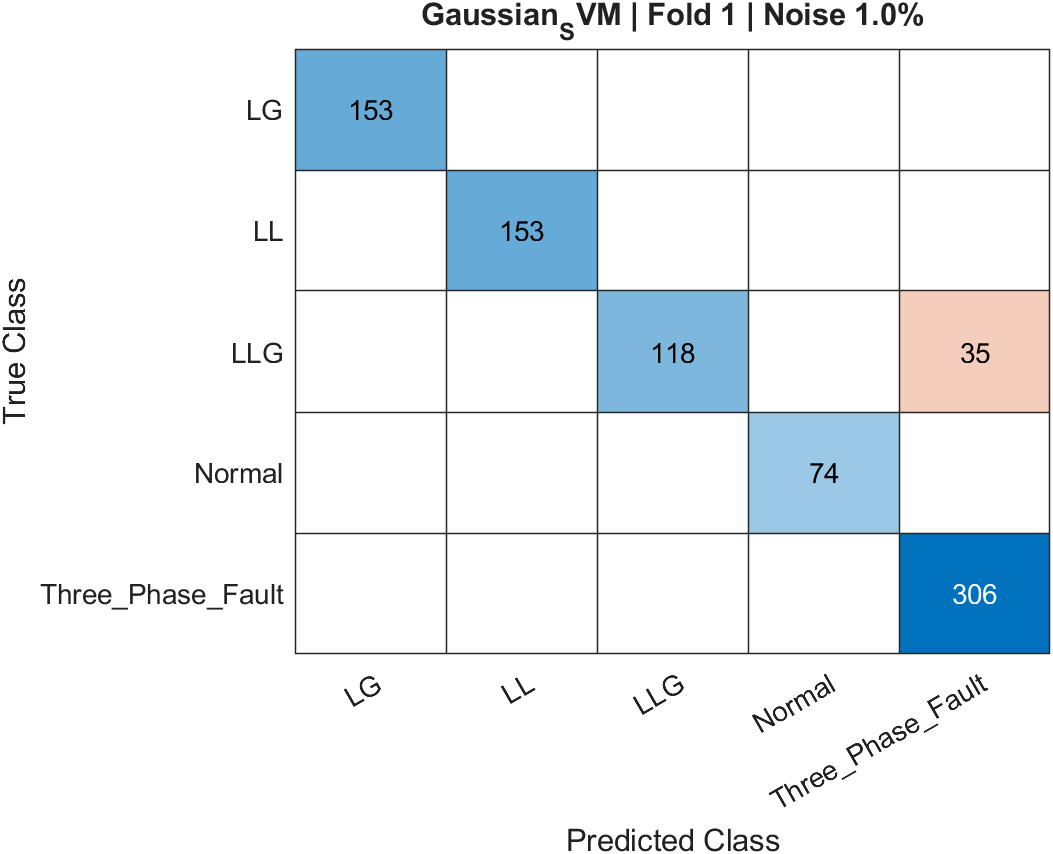 Gaussian_SVM | Fold 1 | Noise 1.0%
LG
153
LL
153
LLG
118
35
Normal
74
Three_Phase_Fault
306
True Class
LG
LL
LLG
Normal
Three_Phase_Fault
Predicted Class